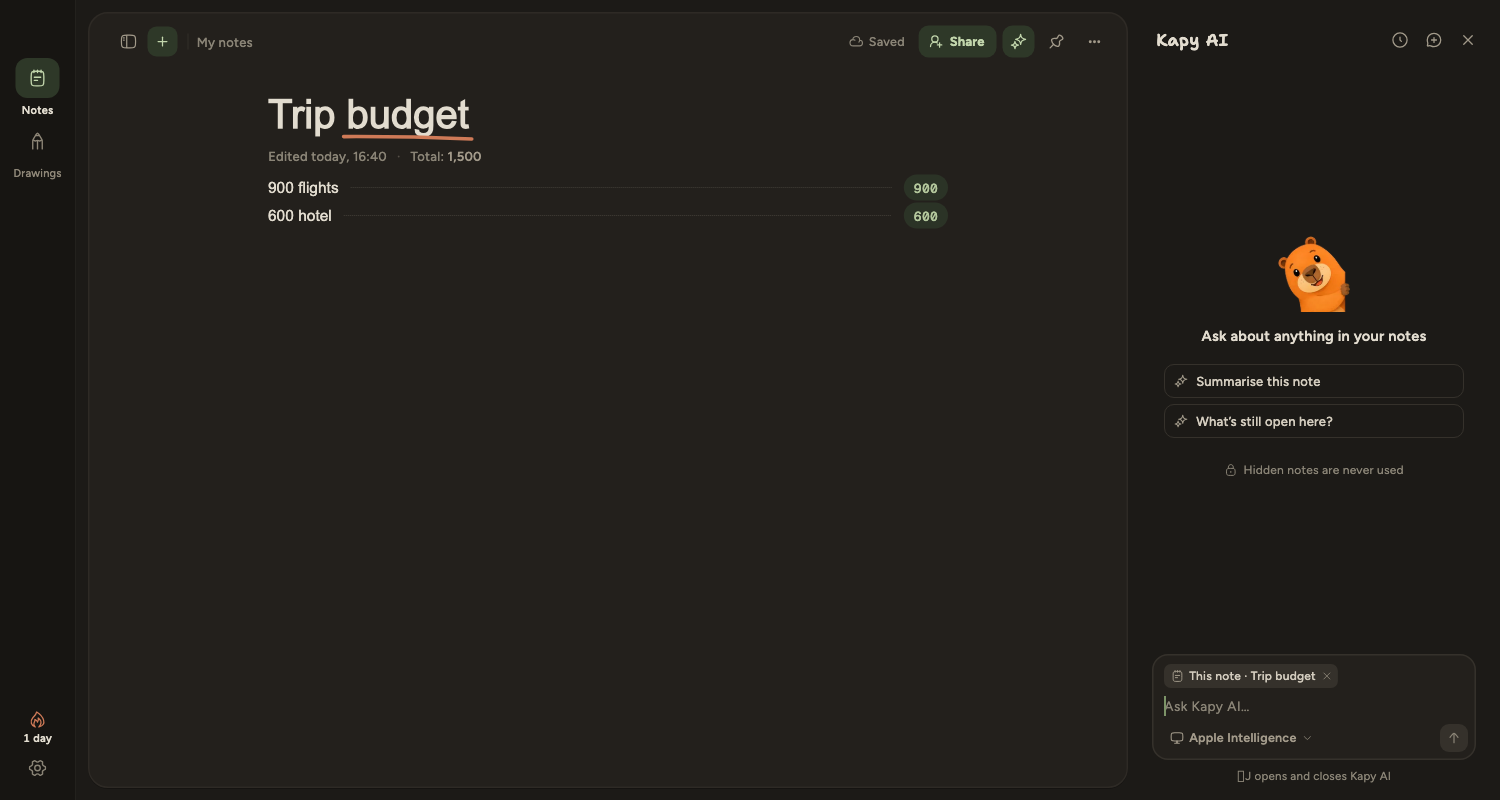 My notes
Saved
Share
Kapy AI
Notes
Drawings
Trip budget
Edited today, 16:40 · Total: 1,500
900 flights 900
600 hotel 600
Ask about anything in your notes
Summarise this note
What’s still open here?
Hidden notes are never used
This note · Trip budget
Ask Kapy AI…
Apple Intelligence
J opens and closes Kapy AI
1 day